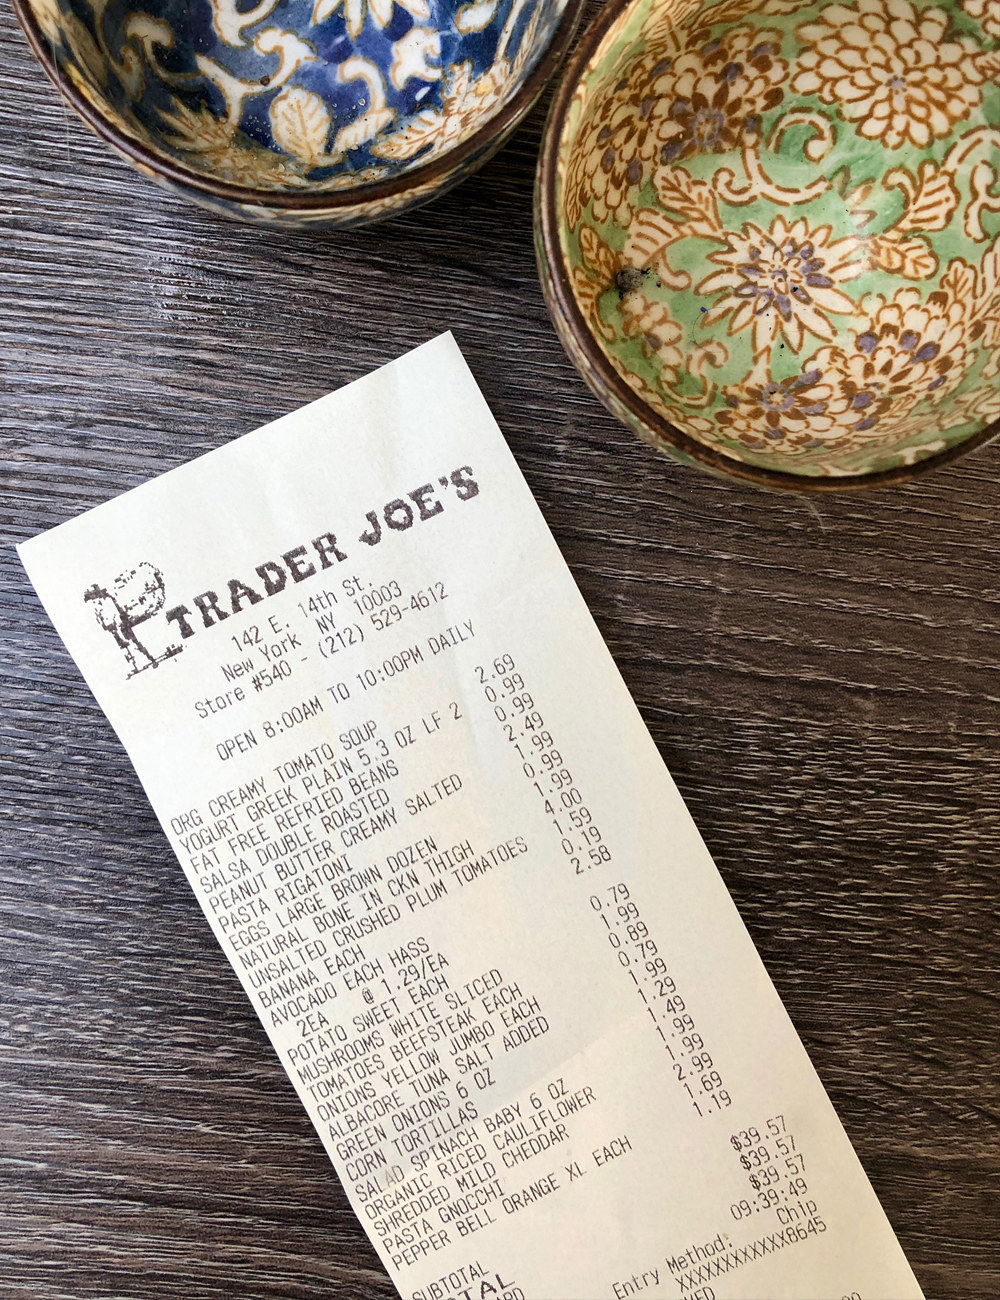 TRADER JOE'S
142 E. 14th St.
New York NY 10003
Store #540 - (212) 529-4612
OPEN 8:00AM TO 10:00PM DAILY
ORG CREAMY TOMATO SOUP 2.69
YOGURT GREEK PLAIN 5.3 OZ LF 2 0.99
FAT FREE REFRIED BEANS 0.99
SALSA DOUBLE ROASTED 2.49
PEANUT BUTTER CREAMY SALTED 1.99
PASTA RIGATONI 0.99
EGGS LARGE BROWN DOZEN 1.99
NATURAL BONE IN CKN THIGH 4.00
UNSALTED CRUSHED PLUM TOMATOES 1.59
BANANA EACH 0.19
AVOCADO EACH HASS 2.58
2EA @ 1.29/EA
POTATO SWEET EACH 0.79
MUSHROOMS WHITE SLICED 1.99
TOMATOES BEEFSTEAK EACH 0.89
ONIONS YELLOW JUMBO EACH 0.79
ALBACORE TUNA SALT ADDED 1.99
GREEN ONIONS 6 OZ 1.29
CORN TORTILLAS 1.49
SALAD SPINACH BABY 6 OZ 1.99
ORGANIC RICED CAULIFLOWER 1.99
SHREDDED MILD CHEDDAR 2.99
PASTA GNOCCHI 1.69
PEPPER BELL ORANGE XL EACH 1.19
SUBTOTAL $39.57
TOTAL $39.57
$39.57
09:39:49
Entry Method: Chip
XXXXXXXXXXXX8645